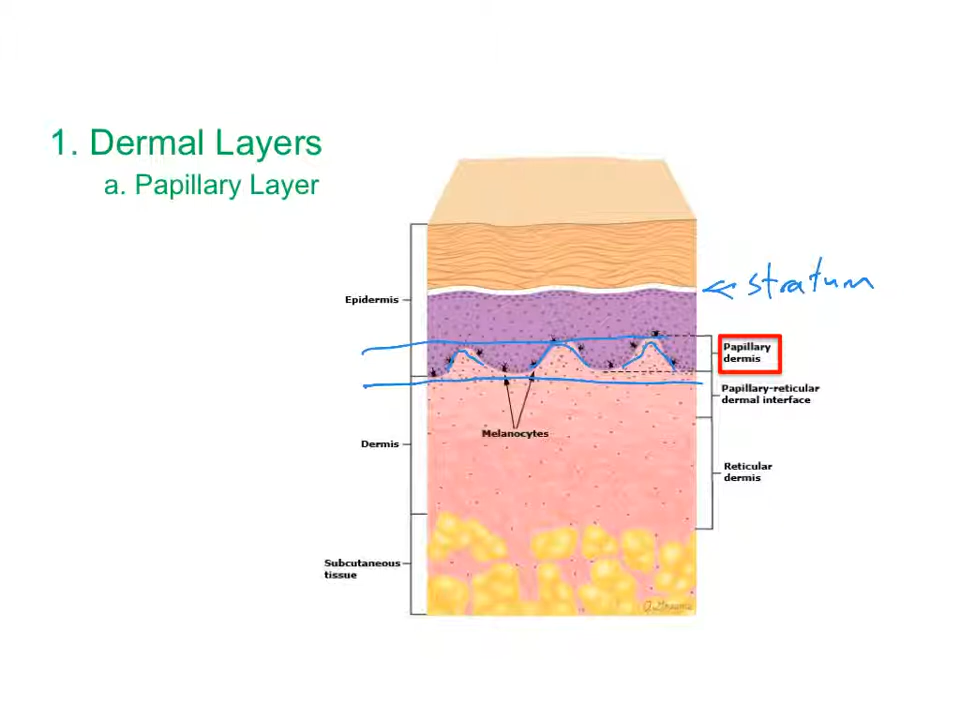 1. Dermal Layers
a. Papillary Layer
Epidermis
stratum
Papillary
dermis
Papillary-reticular
dermal interface
Melanocytes
Dermis
Reticular
dermis
Subcutaneous
tissue